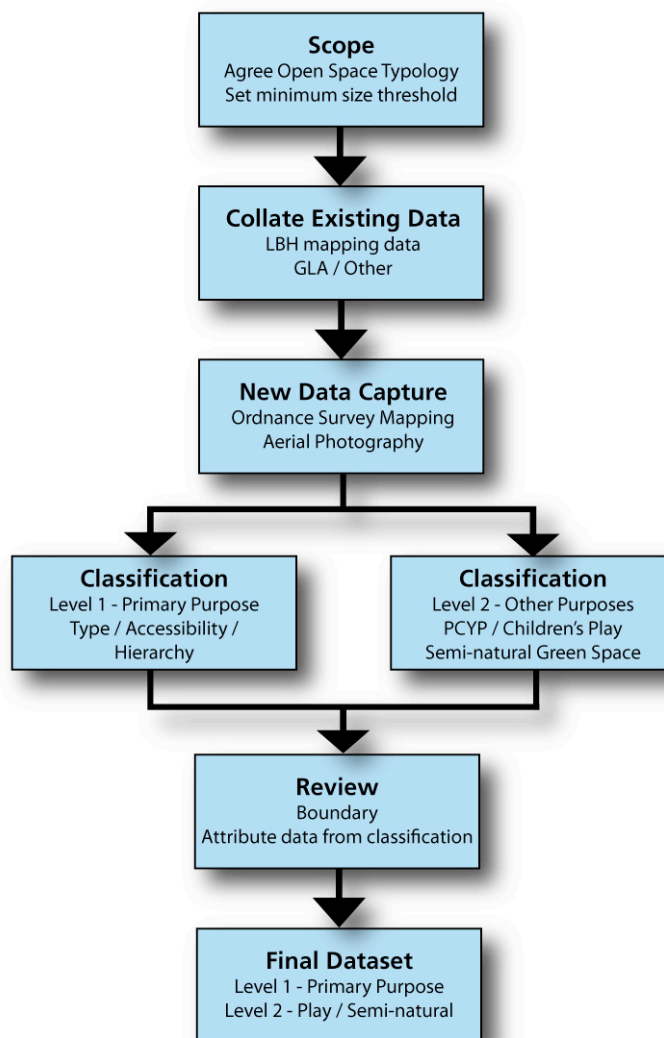 Scope
Agree Open Space Typology
Set minimum size threshold
Collate Existing Data
LBH mapping data
GLA / Other
New Data Capture
Ordnance Survey Mapping
Aerial Photography
Classification
Level 1 - Primary Purpose
Type / Accessibility /
Hierarchy
Classification
Level 2 - Other Purposes
PCYP / Children’s Play
Semi-natural Green Space
Review
Boundary
Attribute data from classification
Final Dataset
Level 1 - Primary Purpose
Level 2 - Play / Semi-natural